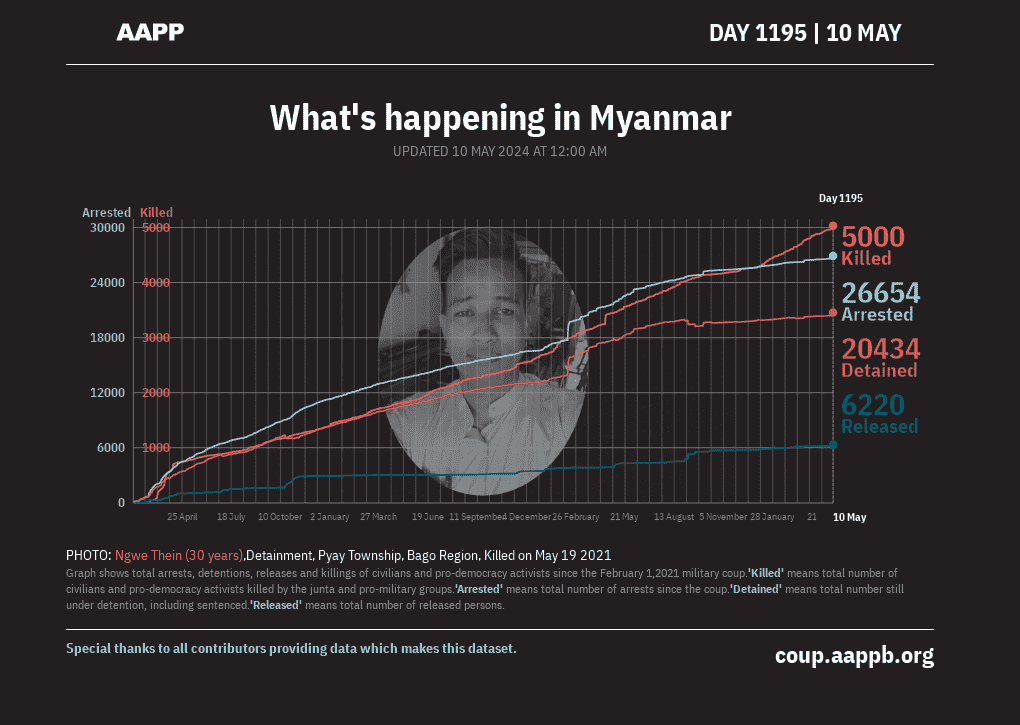 AAPP
DAY 1195 | 10 MAY
What's happening in Myanmar
UPDATED 10 MAY 2024 AT 12:00 AM
Day 1195
Arrested Killed
30000 5000
24000 4000
18000 3000
12000 2000
6000 1000
0
5000
Killed
26654
Arrested
20434
Detained
6220
Released
25 April 18 July 10 October 2 January 27 March 19 June 11 September 4 December 26 February 21 May 13 August 5 November 28 January 21 10 May
PHOTO: Ngwe Thein (30 years),Detainment, Pyay Township, Bago Region, Killed on May 19 2021
Graph shows total arrests, detentions, releases and killings of civilians and pro-democracy activists since the February 1,2021 military coup.'Killed' means total number of
civilians and pro-democracy activists killed by the junta and pro-military groups.'Arrested' means total number of arrests since the coup.'Detained' means total number still
under detention, including sentenced.'Released' means total number of released persons.
Special thanks to all contributors providing data which makes this dataset.
coup.aappb.org